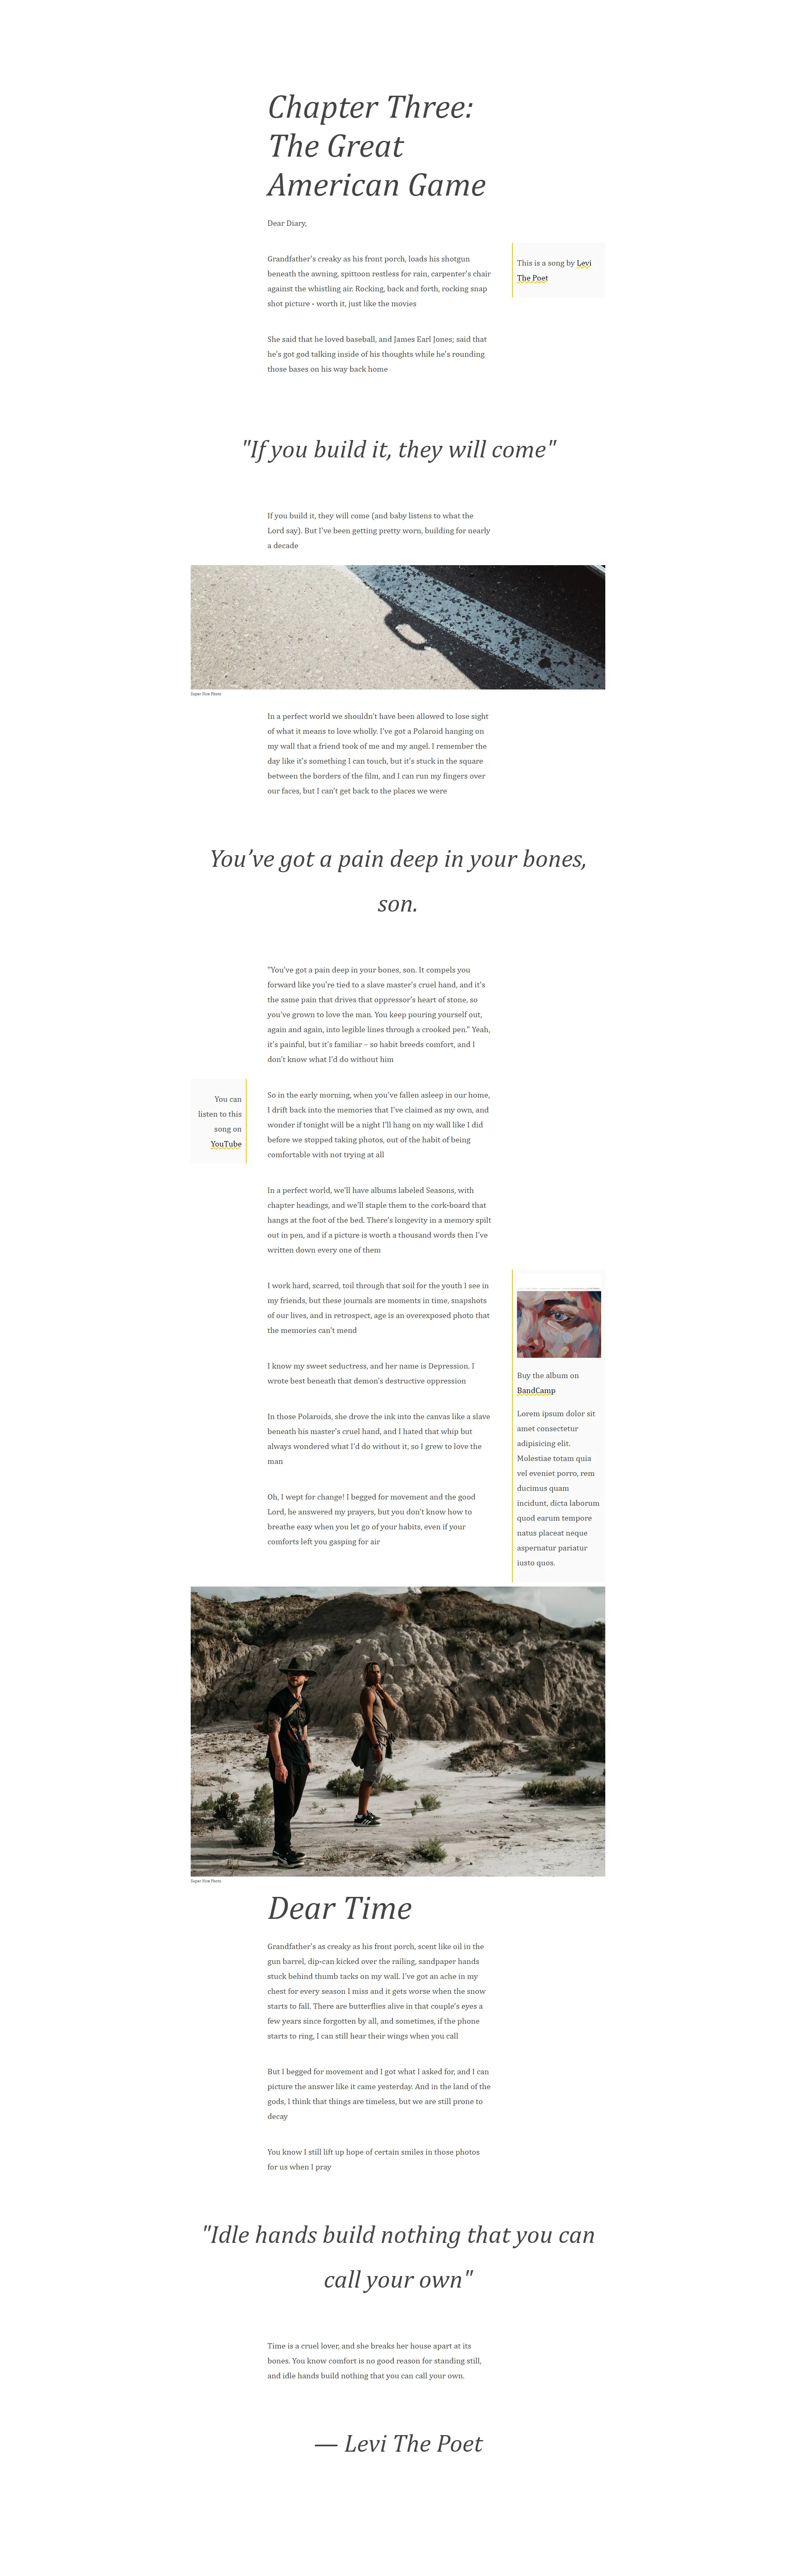 Chapter Three:
The Great
American Game
Dear Diary,
Grandfather's creaky as his front porch, loads his shotgun
beneath the awning, spittoon restless for rain, carpenter's chair
against the whistling air. Rocking, back and forth, rocking snap
shot picture - worth it, just like the movies
This is a song by Levi
The Poet
She said that he loved baseball, and James Earl Jones; said that
he's got god talking inside of his thoughts while he's rounding
those bases on his way back home
"If you build it, they will come"
If you build it, they will come (and baby listens to what the
Lord say). But I've been getting pretty worn, building for nearly
a decade
Super Nice Photo
In a perfect world we shouldn't have been allowed to lose sight
of what it means to love wholly. I've got a Polaroid hanging on
my wall that a friend took of me and my angel. I remember the
day like it's something I can touch, but it's stuck in the square
between the borders of the film, and I can run my fingers over
our faces, but I can't get back to the places we were
You've got a pain deep in your bones,
son.
"You've got a pain deep in your bones, son. It compels you
forward like you're tied to a slave master's cruel hand, and it's
the same pain that drives that oppressor's heart of stone, so
you've grown to love the man. You keep pouring yourself out,
again and again, into legible lines through a crooked pen." Yeah,
it's painful, but it's familiar – so habit breeds comfort, and I
don't know what I'd do without him
You can
listen to this
song on
YouTube
So in the early morning, when you've fallen asleep in our home,
I drift back into the memories that I've claimed as my own, and
wonder if tonight will be a night I'll hang on my wall like I did
before we stopped taking photos, out of the habit of being
comfortable with not trying at all
In a perfect world, we'll have albums labeled Seasons, with
chapter headings, and we'll staple them to the cork-board that
hangs at the foot of the bed. There's longevity in a memory spilt
out in pen, and if a picture is worth a thousand words then I've
written down every one of them
I work hard, scarred, toil through that soil for the youth I see in
my friends, but these journals are moments in time, snapshots
of our lives, and in retrospect, age is an overexposed photo that
the memories can't mend
I know my sweet seductress, and her name is Depression. I
wrote best beneath that demon's destructive oppression
In those Polaroids, she drove the ink into the canvas like a slave
beneath his master's cruel hand, and I hated that whip but
always wondered what I'd do without it, so I grew to love the
man
Oh, I wept for change! I begged for movement and the good
Lord, he answered my prayers, but you don't know how to
breathe easy when you let go of your habits, even if your
comforts left you gasping for air
Buy the album on
BandCamp
Lorem ipsum dolor sit
amet consectetur
adipisicing elit.
Molestiae totam quia
vel eveniet porro, rem
ducimus quam
incidunt, dicta laborum
quod earum tempore
natus placeat neque
aspernatur pariatur
iusto quos.
Super Nice Photo
Dear Time
Grandfather's as creaky as his front porch, scent like oil in the
gun barrel, dip-can kicked over the railing, sandpaper hands
stuck behind thumb tacks on my wall. I've got an ache in my
chest for every season I miss and it gets worse when the snow
starts to fall. There are butterflies alive in that couple's eyes a
few years since forgotten by all, and sometimes, if the phone
starts to ring, I can still hear their wings when you call
But I begged for movement and I got what I asked for, and I can
picture the answer like it came yesterday. And in the land of the
gods, I think that things are timeless, but we are still prone to
decay
You know I still lift up hope of certain smiles in those photos
for us when I pray
"Idle hands build nothing that you can
call your own"
Time is a cruel lover, and she breaks her house apart at its
bones. You know comfort is no good reason for standing still,
and idle hands build nothing that you can call your own.
— Levi The Poet